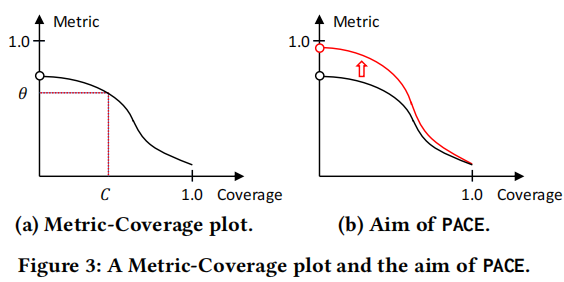 Metric
1.0
θ
C
1.0 Coverage
(a) Metric-Coverage plot.
Metric
1.0
1.0 Coverage
(b) Aim of PACE.
Figure 3: A Metric-Coverage plot and the aim of PACE.